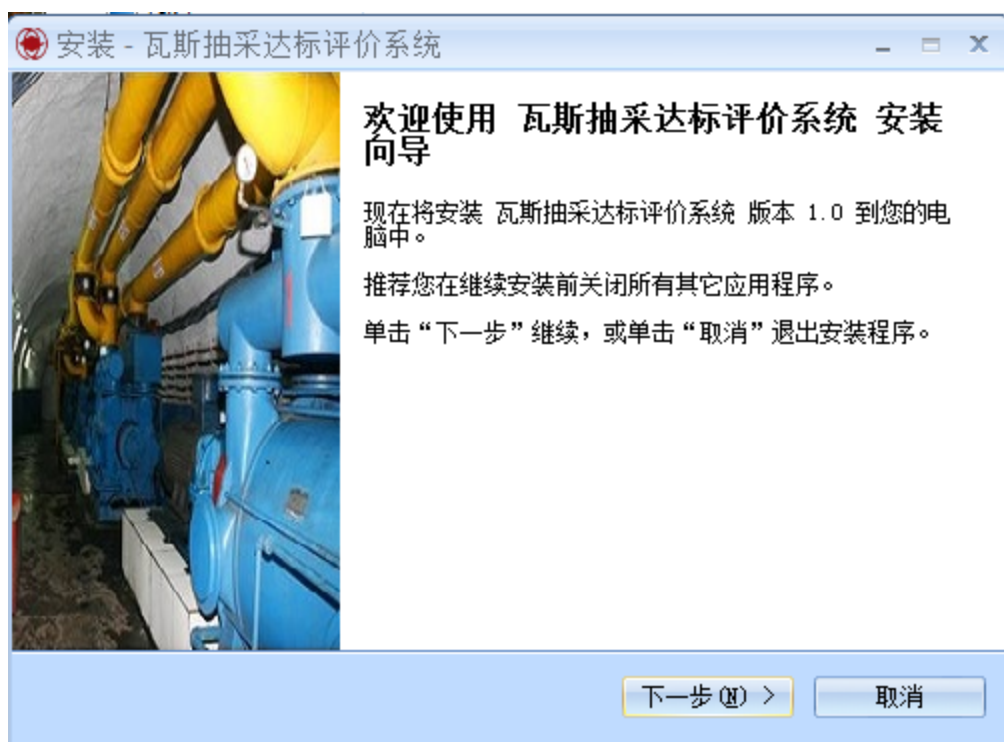 安装 - 瓦斯抽采达标评价系统
欢迎使用 瓦斯抽采达标评价系统 安装
向导
现在将安装 瓦斯抽采达标评价系统 版本 1.0 到您的电
脑中。
推荐您在继续安装前关闭所有其它应用程序。
单击“下一步”继续，或单击“取消”退出安装程序。
下一步(N) >
取消